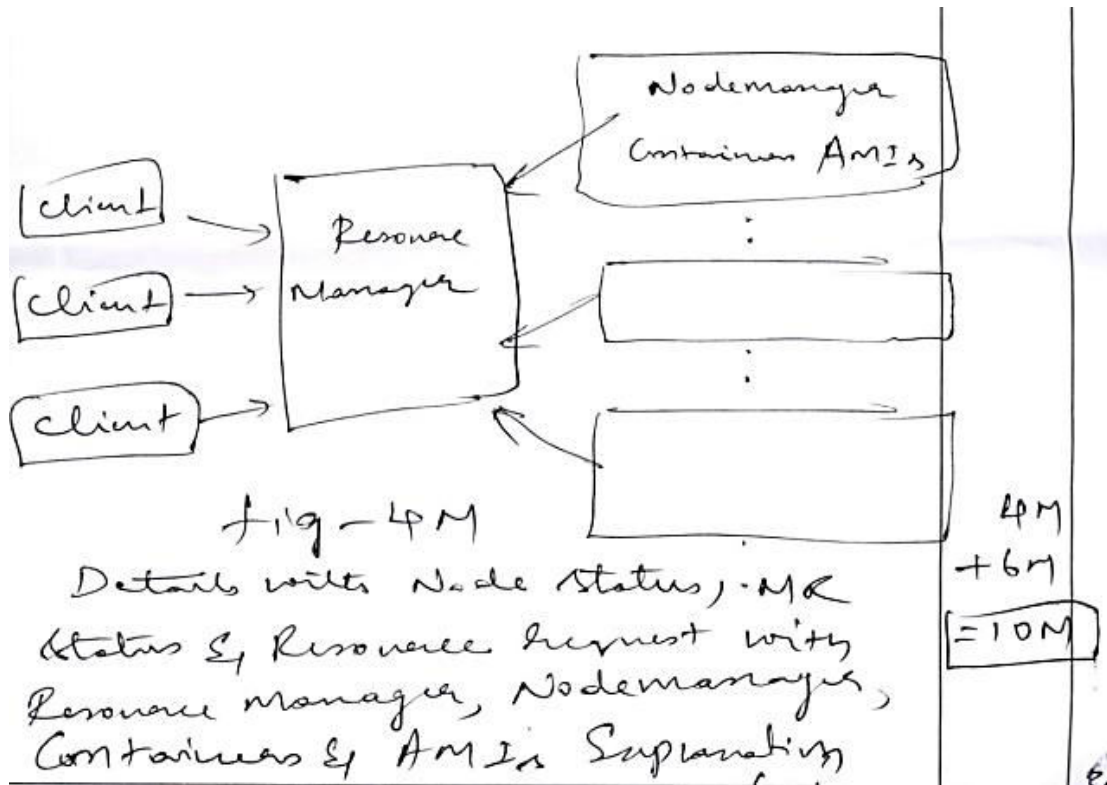 Nodemanager
Containers AMIs
client
Resource
Manager
client
client
fig - 4M
Details with Node Status, MR
Status & Resource request with
Resource Manager, Nodemanager,
Containers & AMIs Explanation
4M
+6M
=10M